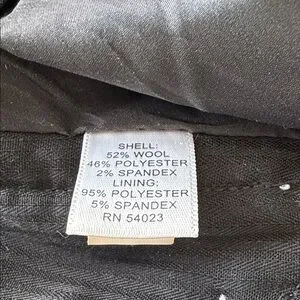 SHELL:
52% WOOL
46% POLYESTER
2% SPANDEX
LINING:
95% POLYESTER
5% SPANDEX
RN 54023